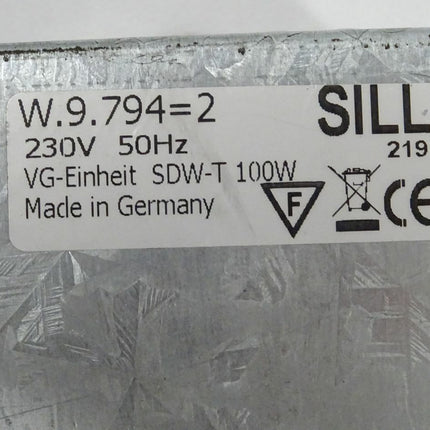 W.9.794=2 SILL
230V 50Hz 219
VG-Einheit SDW-T 100W
Made in Germany F CE